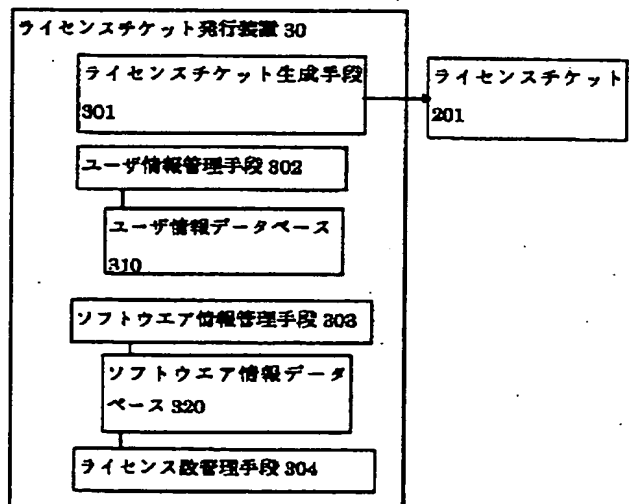 ライセンスチケット発行装置 30
ライセンスチケット生成手段
301
ライセンスチケット
201
ユーザ情報管理手段 302
ユーザ情報データベース
310
ソフトウエア情報管理手段 303
ソフトウエア情報データ
ベース 320
ライセンス数管理手段 304